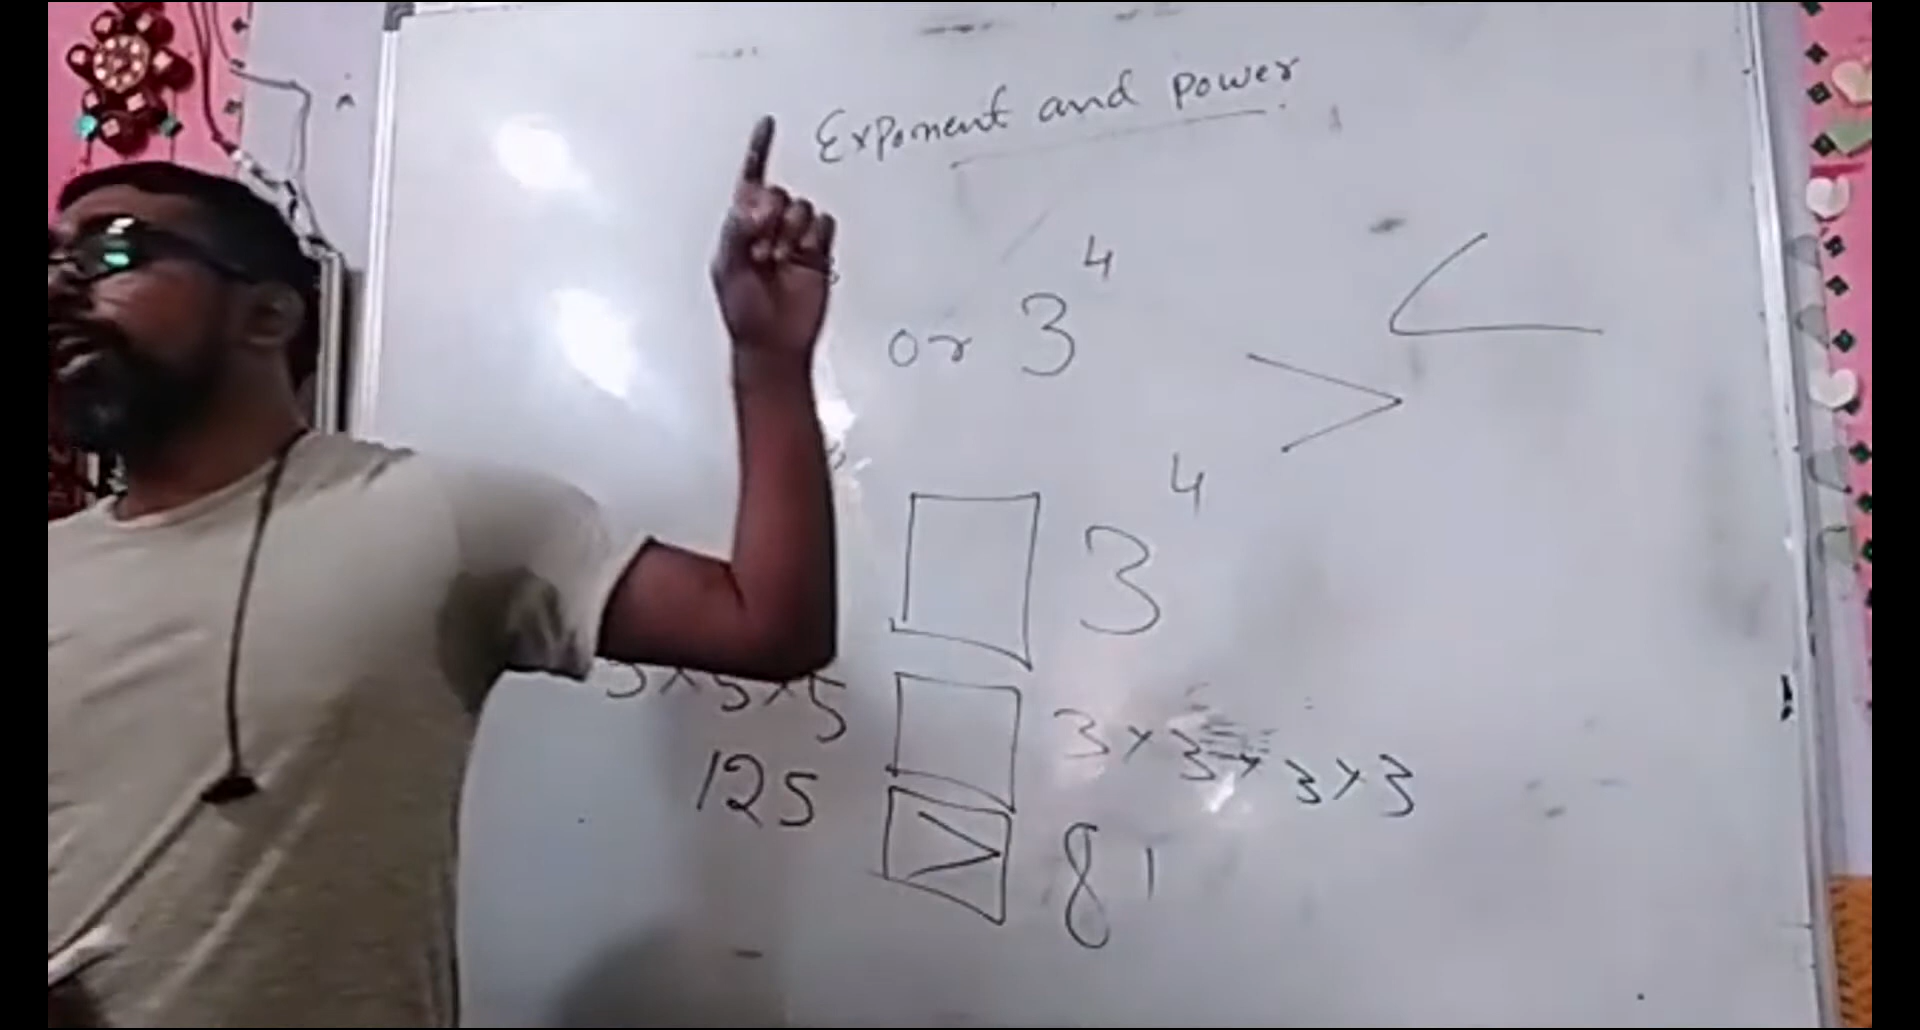 Exponent and power
or 3⁴
3⁴
5×5×5 3×3×3×3
125 > 81